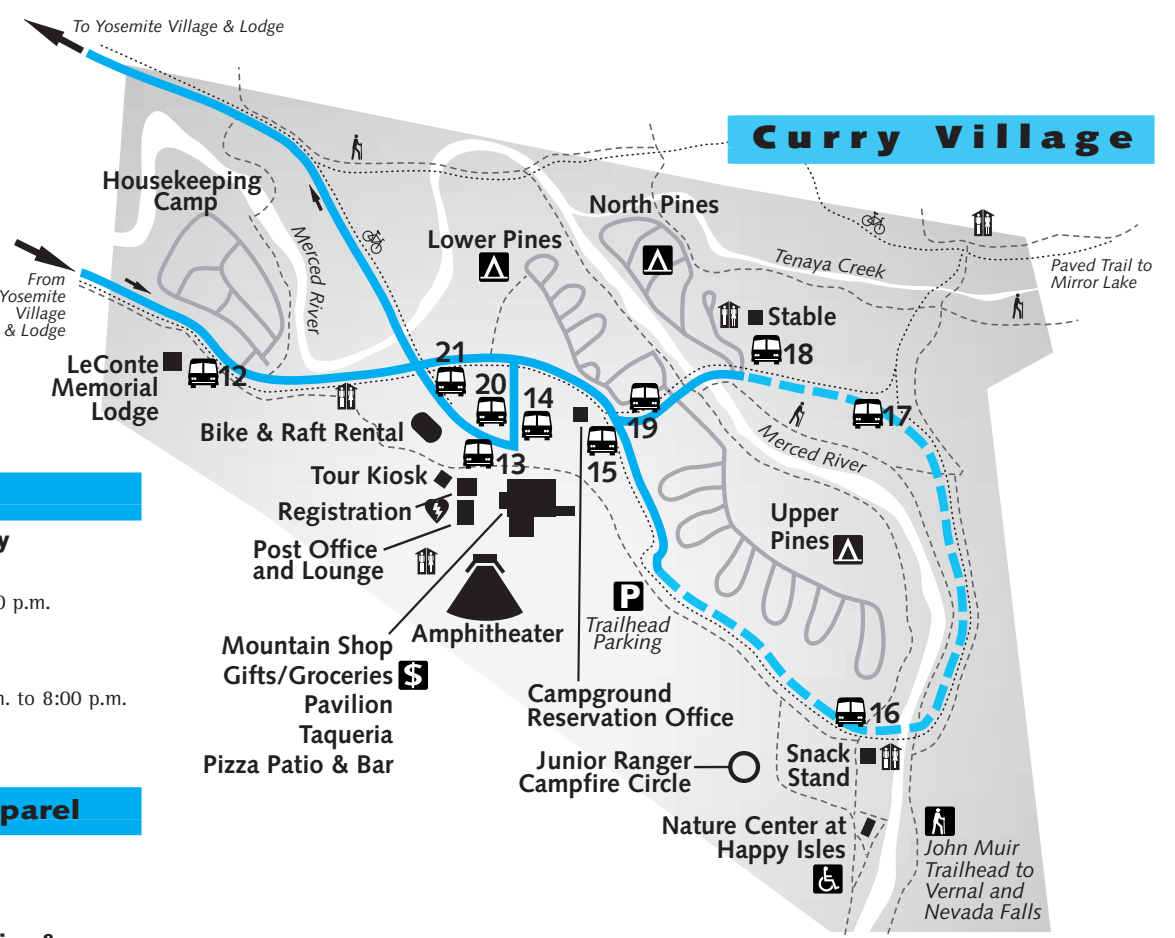 To Yosemite Village & Lodge
Curry Village
Housekeeping
Camp
North Pines
Lower Pines
Merced River
Tenaya Creek
Paved Trail to
Mirror Lake
From
Yosemite
Village
& Lodge
Stable
18
LeConte
Memorial
Lodge
12
21
20
14
19
17
Bike & Raft Rental
13
15
Merced River
Tour Kiosk
Registration
Post Office
and Lounge
Upper
Pines
y
0 p.m.
P
Trailhead
Parking
Amphitheater
Mountain Shop
Gifts/Groceries $
Pavilion
Taqueria
Pizza Patio & Bar
m. to 8:00 p.m.
Campground
Reservation Office
16
Junior Ranger
Campfire Circle
Snack
Stand
parel
Nature Center at
Happy Isles
John Muir
Trailhead to
Vernal and
Nevada Falls